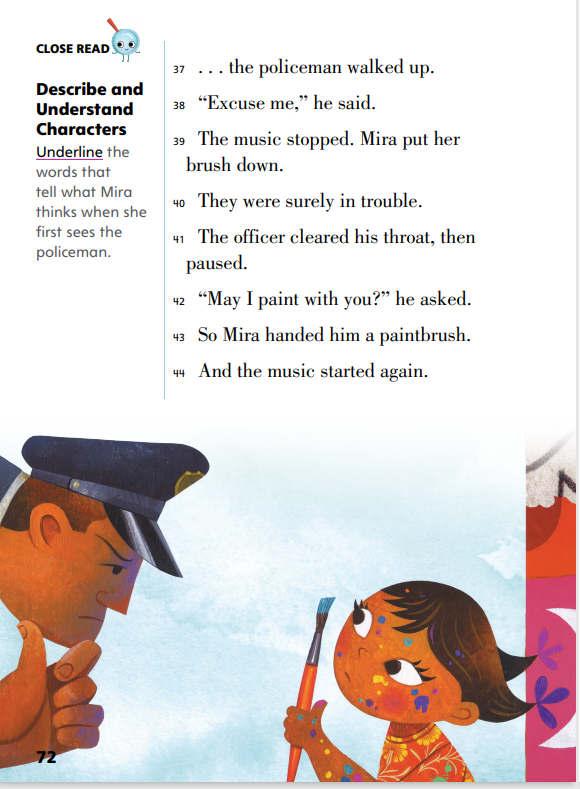 CLOSE READ
Describe and
Understand
Characters
Underline the
words that
tell what Mira
thinks when she
first sees the
policeman.
37 . . . the policeman walked up.
38 “Excuse me,” he said.
39 The music stopped. Mira put her
brush down.
40 They were surely in trouble.
41 The officer cleared his throat, then
paused.
42 “May I paint with you?” he asked.
43 So Mira handed him a paintbrush.
44 And the music started again.
72